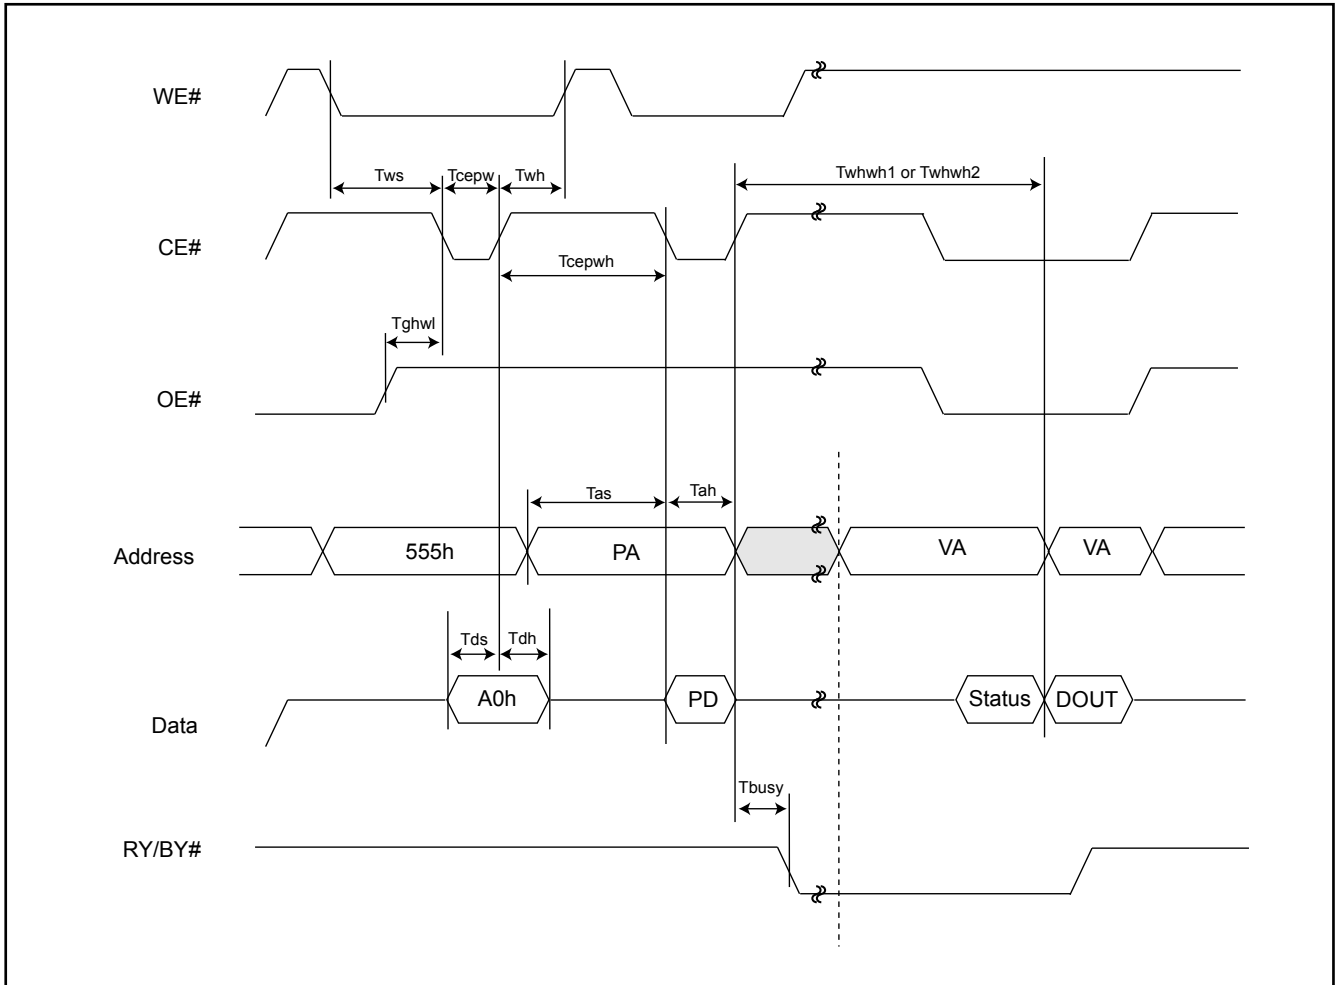 WE#
Tws Tcepw Twh Twhwh1 or Twhwh2
CE#
Tcepwh
Tghwl
OE#
Tas Tah
Address 555h PA VA VA
Tds Tdh
Data A0h PD Status DOUT
Tbusy
RY/BY#